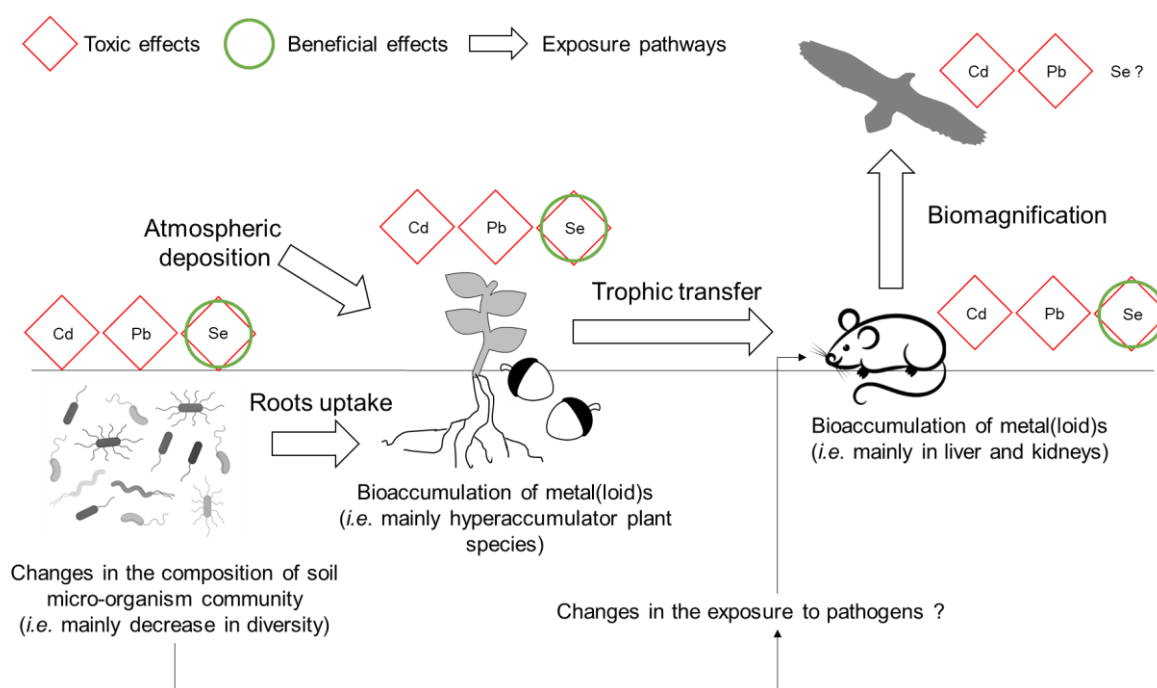 Toxic effects
Beneficial effects
Exposure pathways
Cd
Pb
Se ?
Biomagnification
Atmospheric
deposition
Cd
Pb
Se
Trophic transfer
Cd
Pb
Se
Cd
Pb
Se
Roots uptake
Bioaccumulation of metal(loid)s
(i.e. mainly hyperaccumulator plant
species)
Bioaccumulation of metal(loid)s
(i.e. mainly in liver and kidneys)
Changes in the composition of soil
micro-organism community
(i.e. mainly decrease in diversity)
Changes in the exposure to pathogens ?